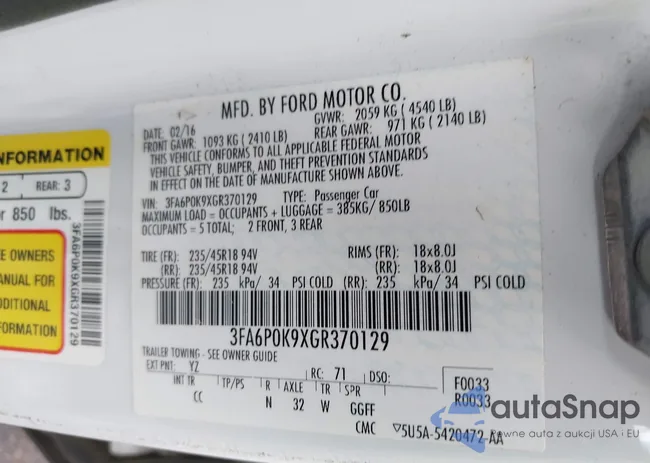 MFD. BY FORD MOTOR CO.
DATE: 02/16 GVWR: 2059 KG (4540 LB)
FRONT GAWR: 1093 KG (2410 LB) REAR GAWR: 971 KG (2140 LB)
THIS VEHICLE CONFORMS TO ALL APPLICABLE FEDERAL MOTOR
VEHICLE SAFETY, BUMPER, AND THEFT PREVENTION STANDARDS
IN EFFECT ON THE DATE OF MANUFACTURE SHOWN ABOVE.
VIN: 3FA6P0K9XGR370129 TYPE: Passenger Car
MAXIMUM LOAD = OCCUPANTS + LUGGAGE = 385KG/ 850LB
OCCUPANTS = 5 TOTAL; 2 FRONT, 3 REAR
TIRE (FR): 235/45R18 94V RIMS (FR): 18x8.0J
(RR): 235/45R18 94V (RR): 18x8.0J
PRESSURE (FR): 235 kPa/ 34 PSI COLD (RR): 235 kPa/ 34 PSI COLD
3FA6P0K9XGR370129
TRAILER TOWING - SEE OWNER GUIDE
EXT PNT: YZ RC: 71 DSO: F0033
INT TR TP/PS R AXLE TR SPR R0033
CC N 32 W GGFF
CMC ▽5U5A-5420472-AA
NFORMATION
2 REAR: 3
r 850 lbs.
E OWNERS
ANUAL FOR
DDITIONAL
FORMATION
3FA6P0K9XGR370129
autaSnap
Pewne auta z aukcji USA i EU